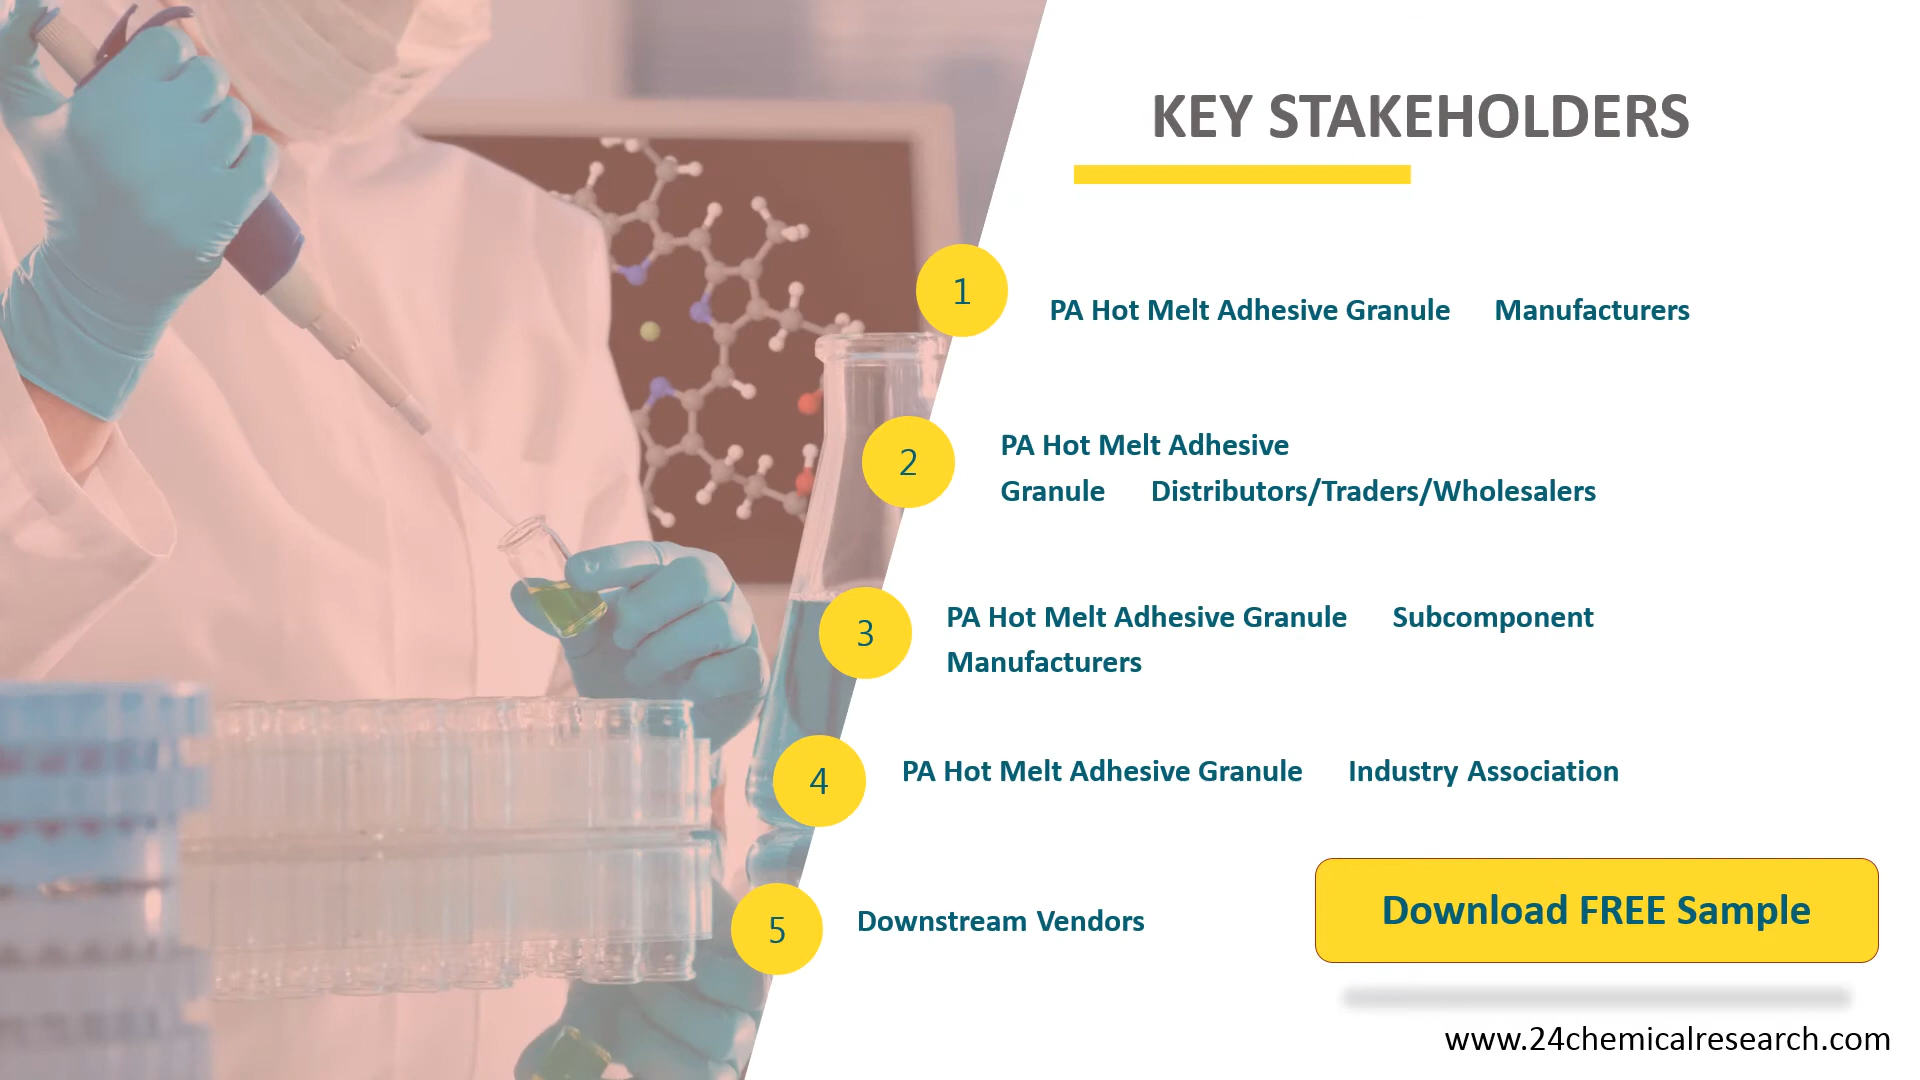 KEY STAKEHOLDERS
1
PA Hot Melt Adhesive Granule Manufacturers
2
PA Hot Melt Adhesive
Granule Distributors/Traders/Wholesalers
3
PA Hot Melt Adhesive Granule Subcomponent
Manufacturers
4
PA Hot Melt Adhesive Granule Industry Association
5
Downstream Vendors
Download FREE Sample
www.24chemicalresearch.com